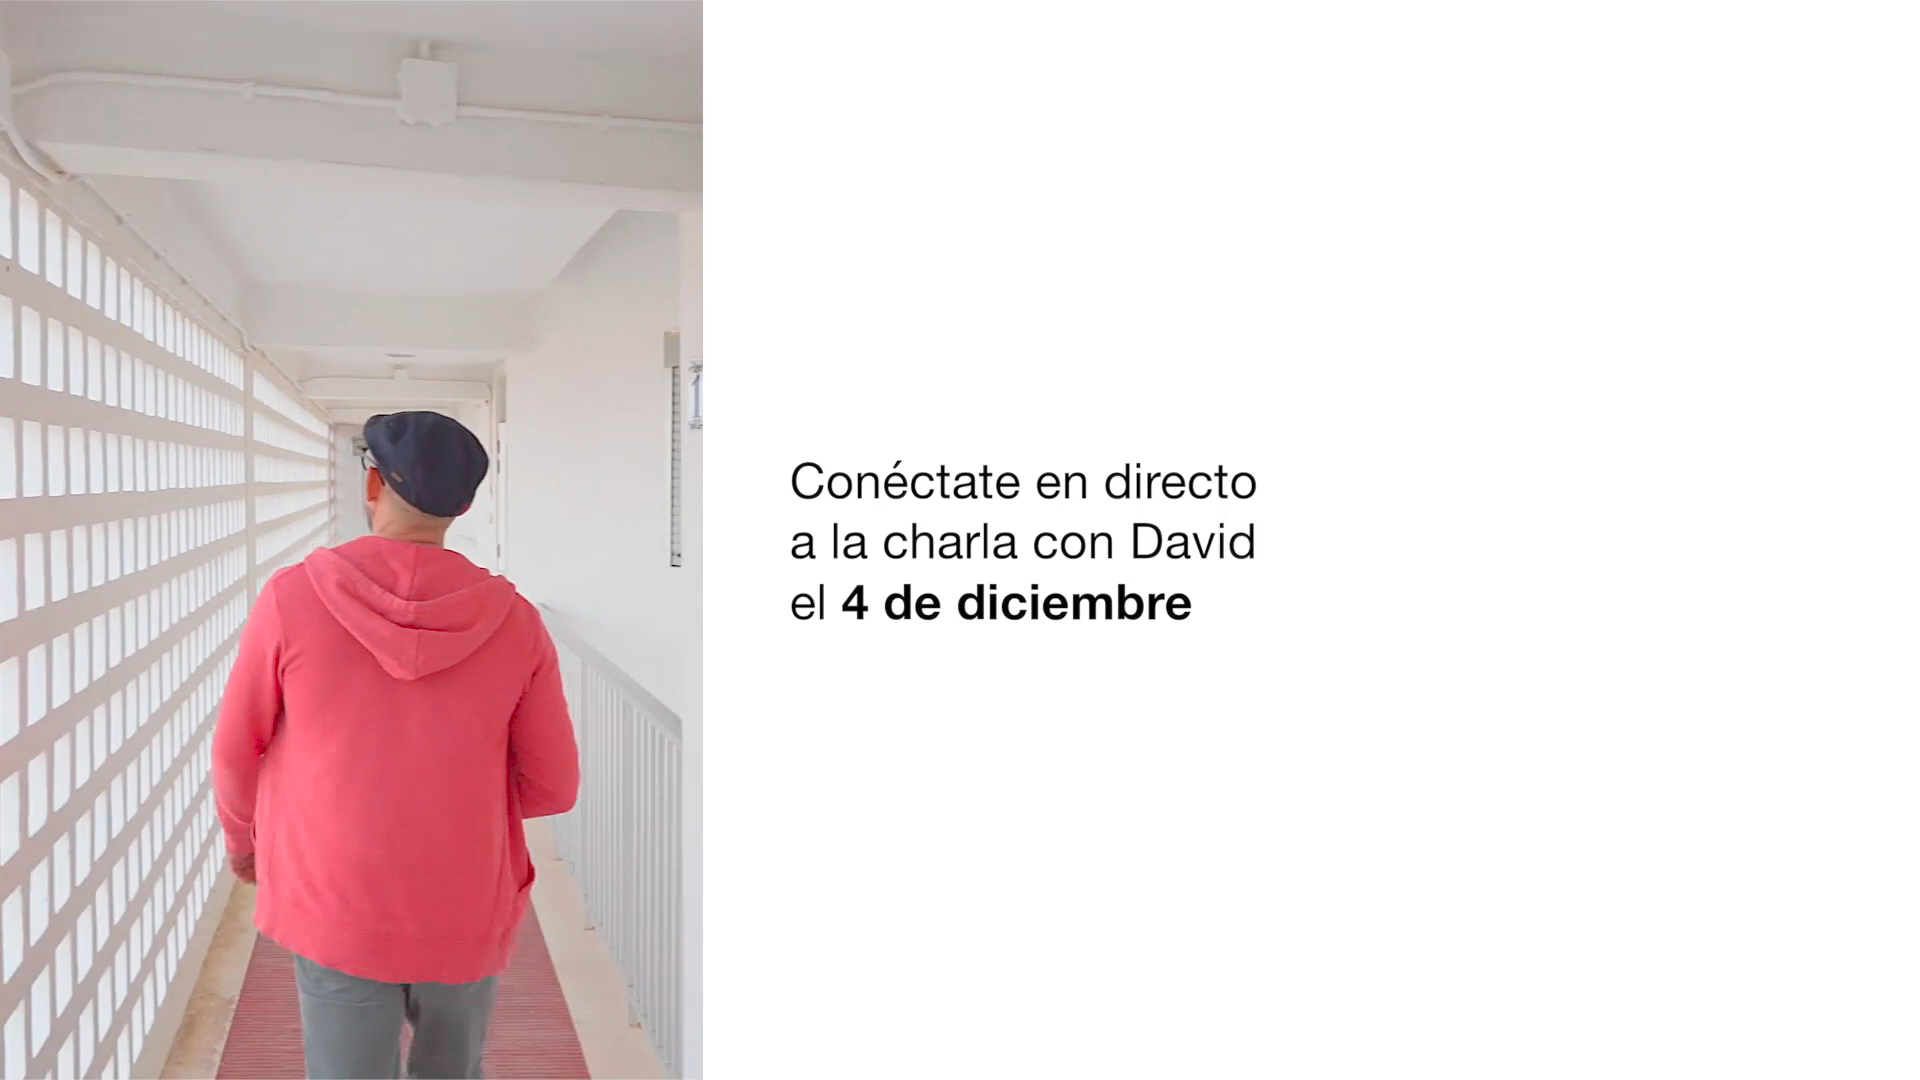 Conéctate en directo
a la charla con David
el 4 de diciembre